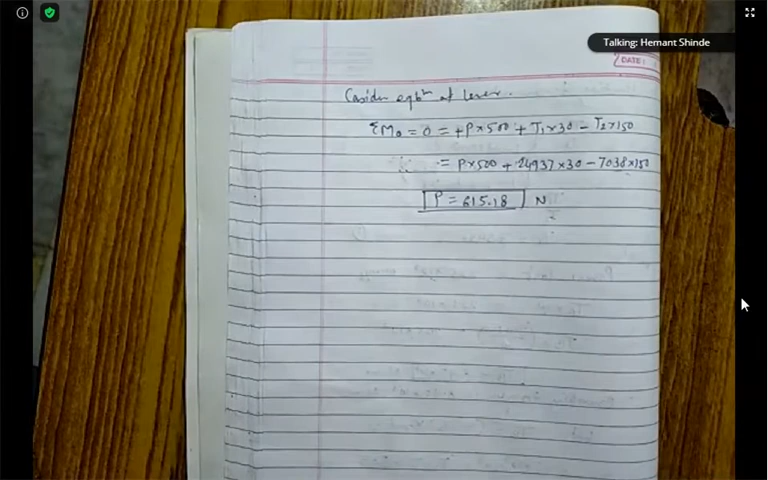 Talking: Hemant Shinde
DATE:
Consider eqbᵐ of lever.
ΣM₀ = 0 = +P×500 + T₁×30 − T₂×150
= P×500 + 24937×30 − 7038×150
P = 615.18 N